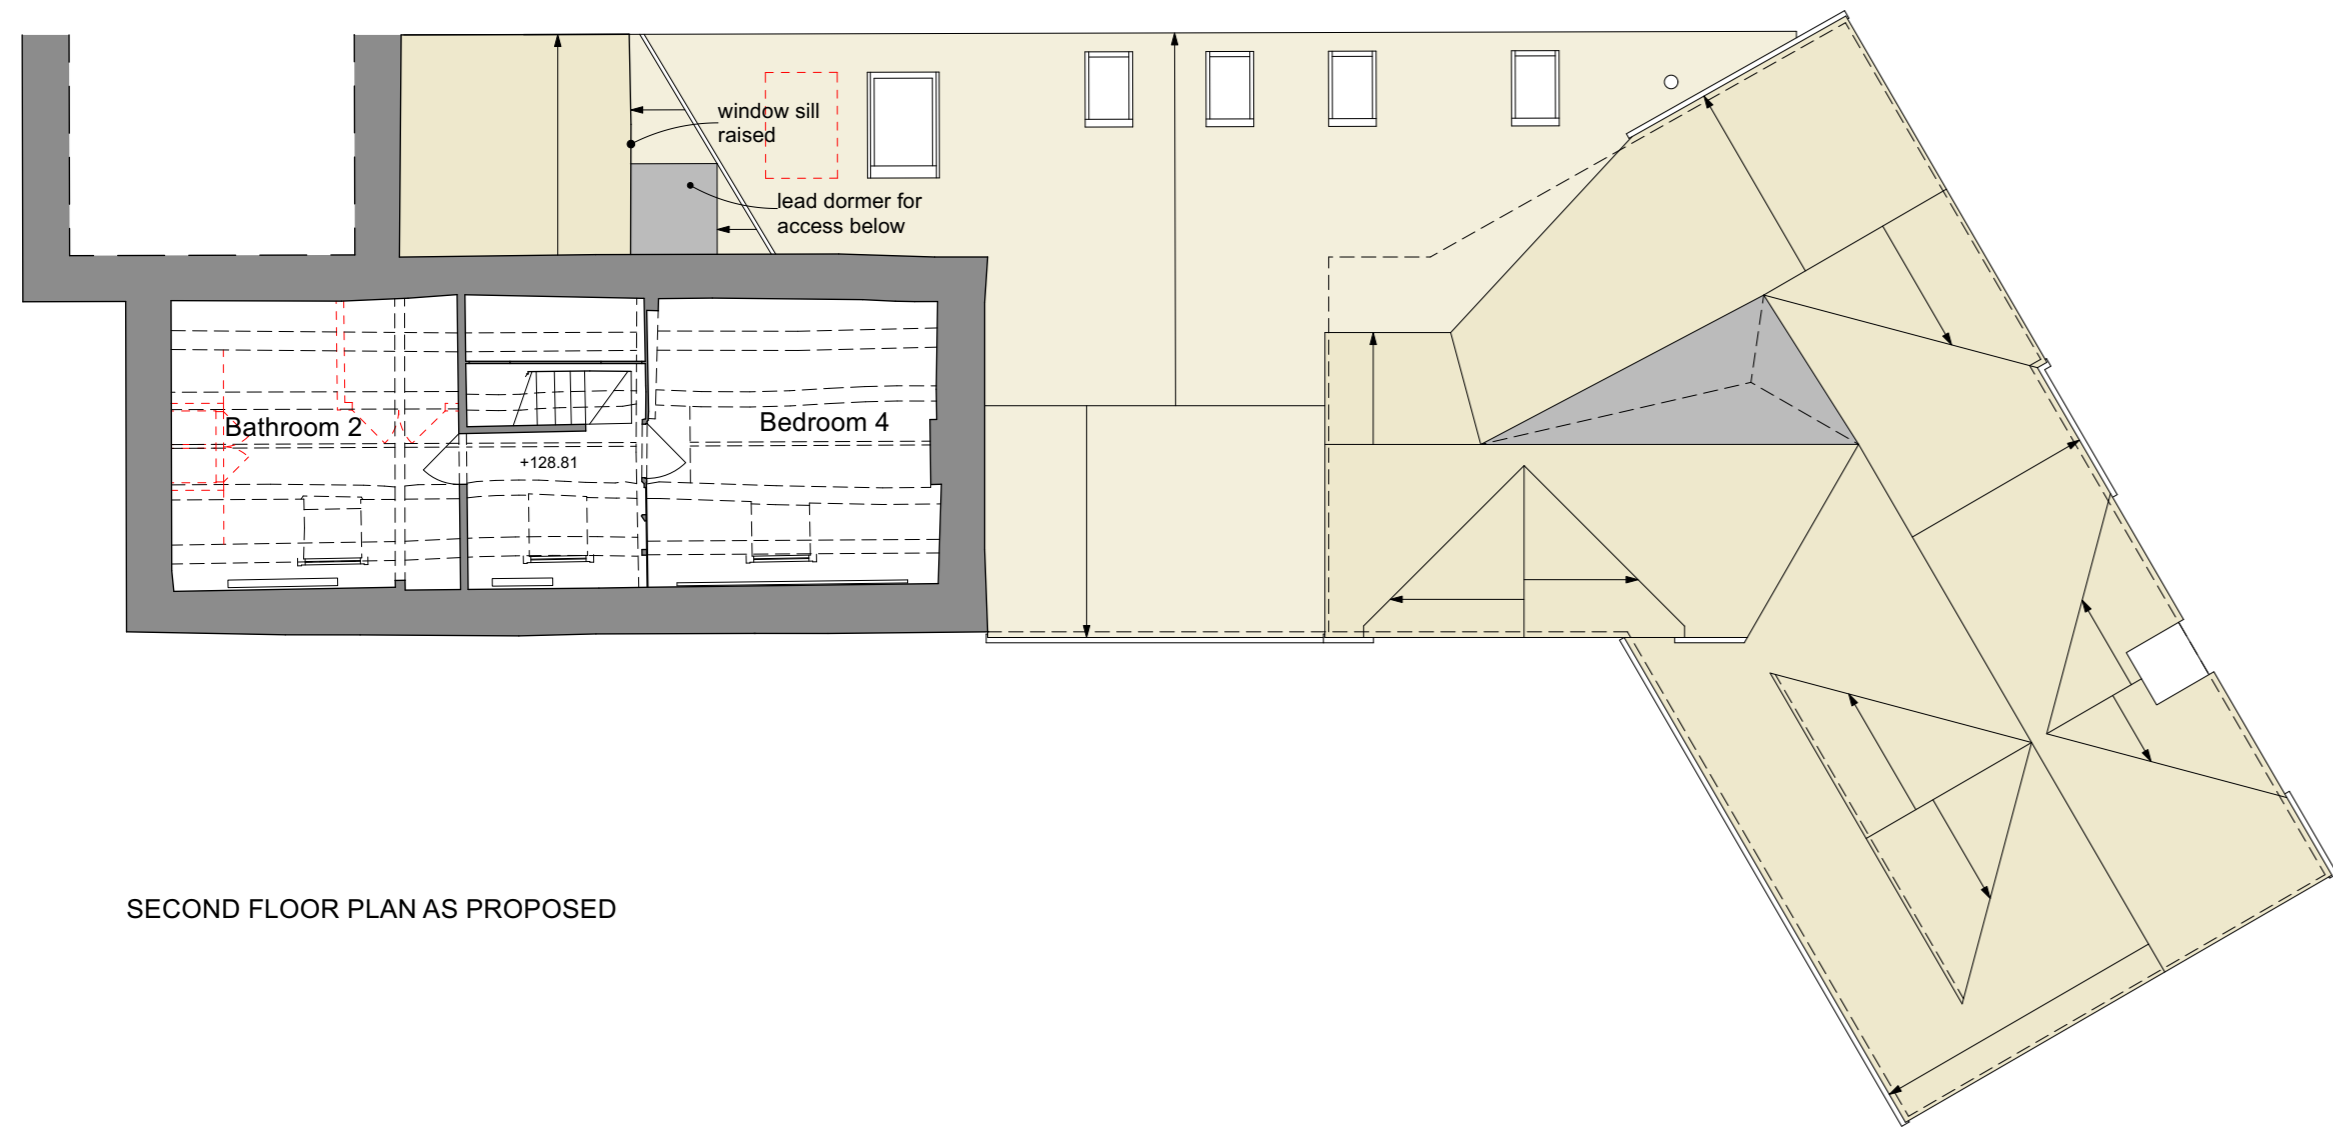 window sill
raised
lead dormer for
access below
Bathroom 2
Bedroom 4
+128.81
SECOND FLOOR PLAN AS PROPOSED